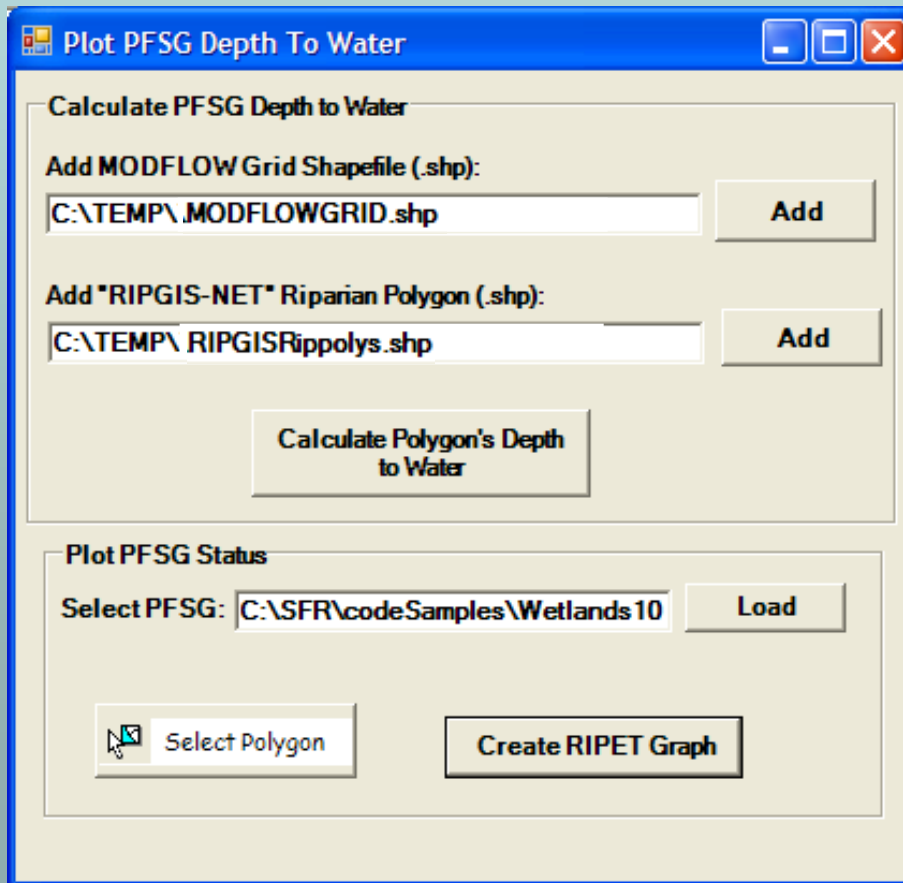 Plot PFSG Depth To Water
Calculate PFSG Depth to Water
Add MODFLOW Grid Shapefile (.shp):
C:\TEMP\ .MODFLOWGRID.shp
Add
Add "RIPGIS-NET" Riparian Polygon (.shp):
C:\TEMP\ RIPGISRippolys.shp
Add
Calculate Polygon's Depth
to Water
Plot PFSG Status
Select PFSG:
C:\SFR\codeSamples\Wetlands10
Load
Select Polygon
Create RIPET Graph